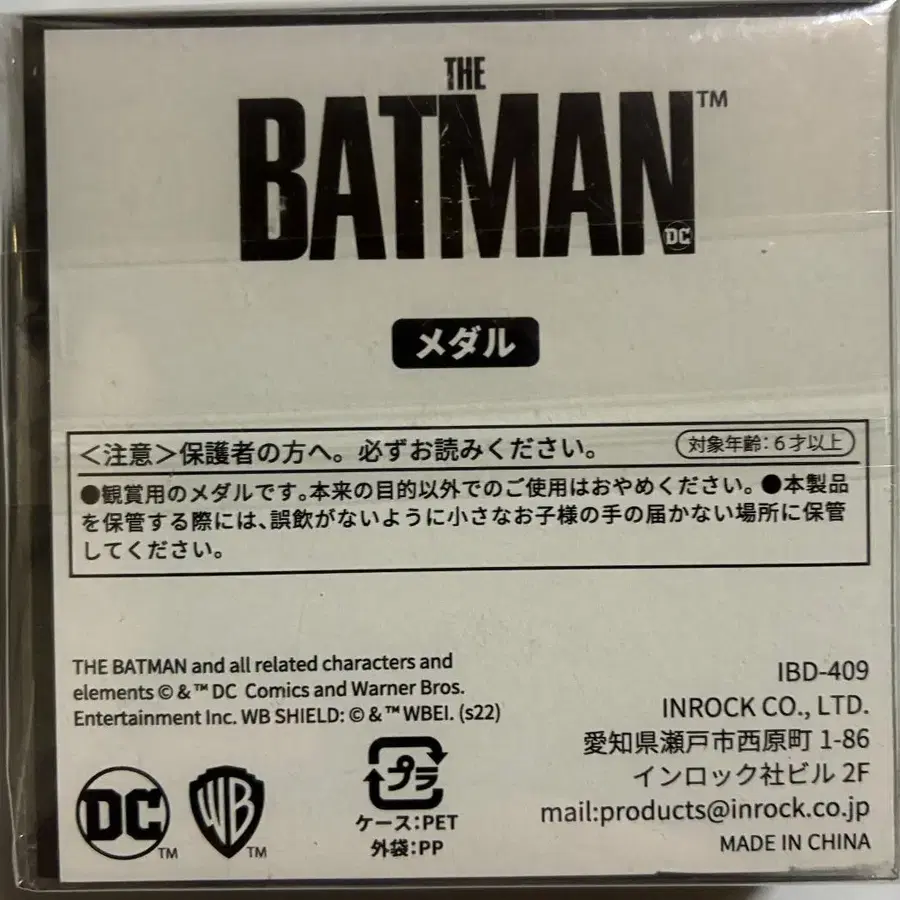 THE
BATMAN™
DC
メダル
＜注意＞保護者の方へ。必ずお読みください。
対象年齢：6才以上
●観賞用のメダルです。本来の目的以外でのご使用はおやめください。●本製品
を保管する際には、誤飲がないように小さなお子様の手の届かない場所に保管
してください。
THE BATMAN and all related characters and
elements © & ™ DC Comics and Warner Bros.
Entertainment Inc. WB SHIELD: © & ™ WBEI. (s22)
DC™
WB™
プラ
ケース：PET
外袋：PP
IBD-409
INROCK CO., LTD.
愛知県瀬戸市西原町 1-86
インロック社ビル 2F
mail:products@inrock.co.jp
MADE IN CHINA